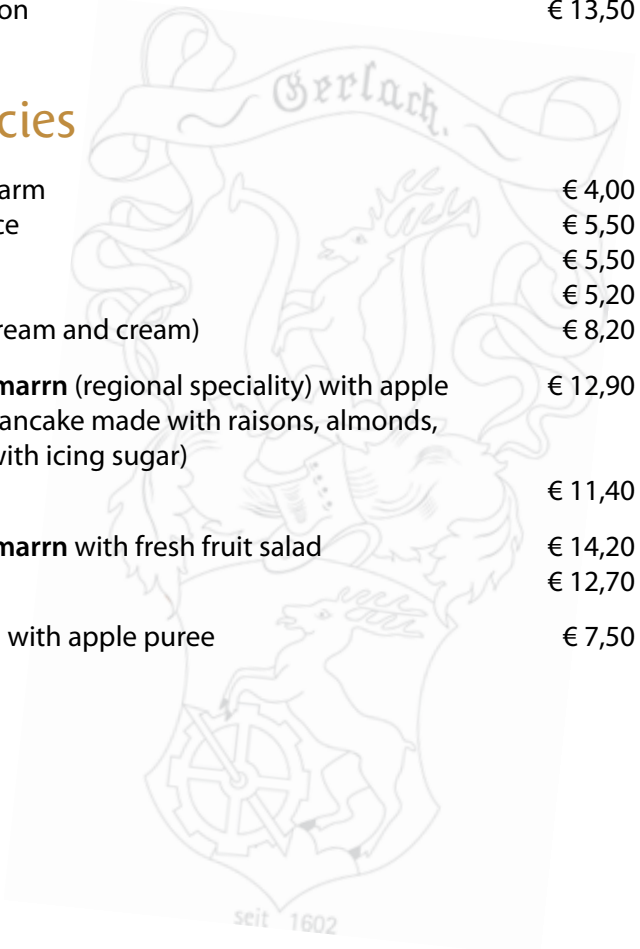 on € 13,50
Gerlach.
cies
arm € 4,00
ce € 5,50
€ 5,50
€ 5,20
ream and cream) € 8,20
marrn (regional speciality) with apple € 12,90
ancake made with raisons, almonds,
with icing sugar)
€ 11,40
marrn with fresh fruit salad € 14,20
€ 12,70
with apple puree € 7,50
seit 1602